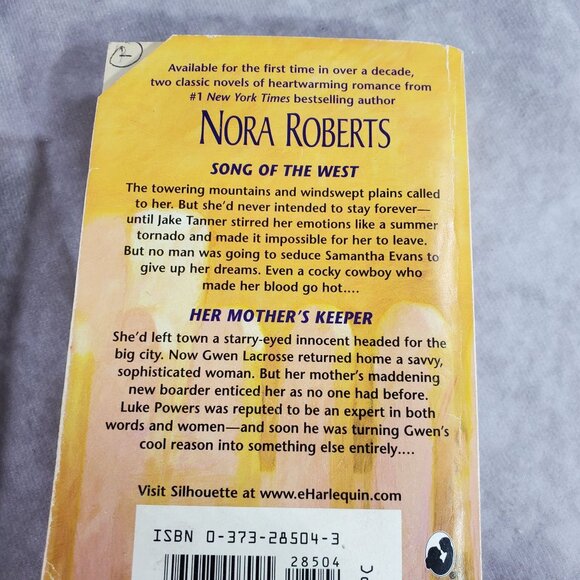 2
Available for the first time in over a decade,
two classic novels of heartwarming romance from
#1 New York Times bestselling author
NORA ROBERTS
SONG OF THE WEST
The towering mountains and windswept plains called
to her. But she'd never intended to stay forever—
until Jake Tanner stirred her emotions like a summer
tornado and made it impossible for her to leave.
But no man was going to seduce Samantha Evans to
give up her dreams. Even a cocky cowboy who
made her blood go hot....
HER MOTHER'S KEEPER
She'd left town a starry-eyed innocent headed for the
big city. Now Gwen Lacrosse returned home a savvy,
sophisticated woman. But her mother's maddening
new boarder enticed her as no one had before.
Luke Powers was reputed to be an expert in both
words and women—and soon he was turning Gwen's
cool reason into something else entirely....
Visit Silhouette at www.eHarlequin.com
ISBN 0-373-28504-3
28504